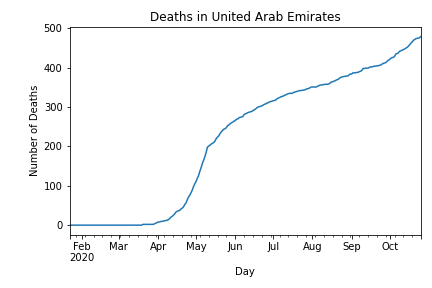 Deaths in United Arab Emirates
500
400
300
200
100
0
Number of Deaths
Feb Mar Apr May Jun Jul Aug Sep Oct
2020
Day